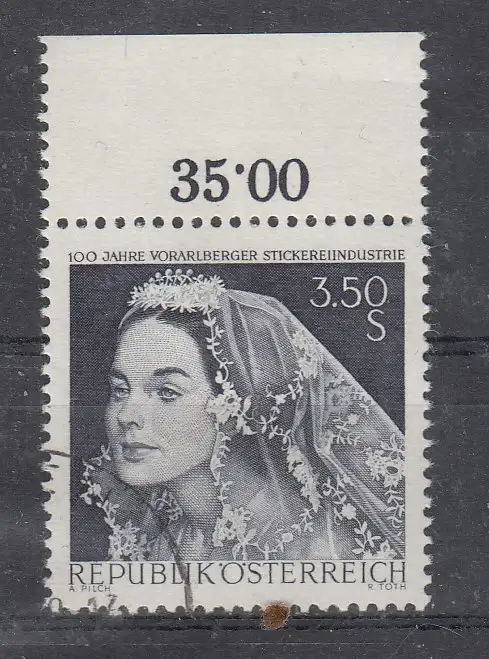 35·00
100 JAHRE VORARLBERGER STICKEREIINDUSTRIE
3.50
S
REPUBLIK ÖSTERREICH
A. PILCH R. TOTH